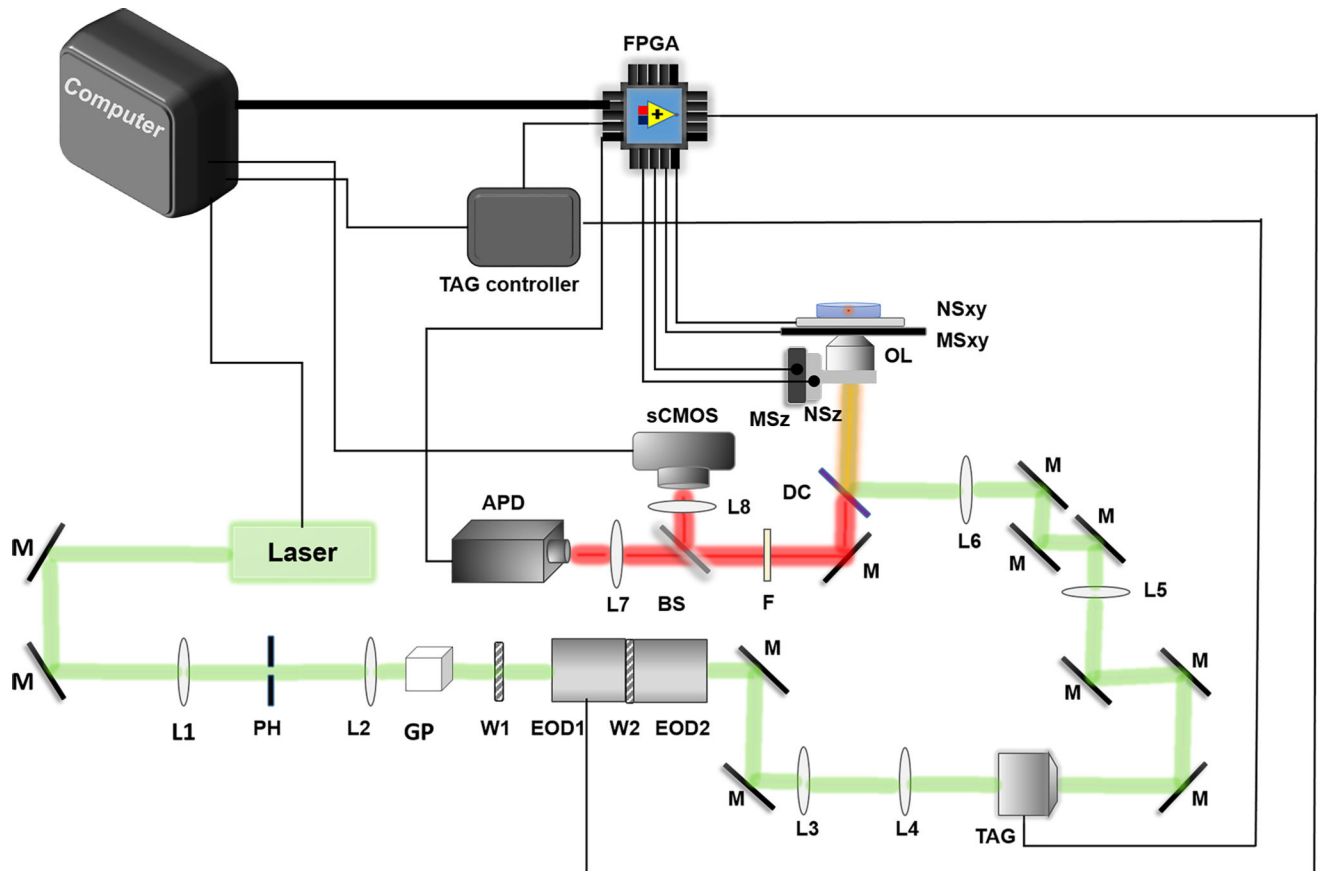 FPGA
Computer
TAG controller
NSxy
MSxy
OL
MSz
NSz
sCMOS
DC
M
L8
APD
M
M
L6
M
M
Laser
L7
BS
F
M
L5
M
M
M
M
L1
PH
L2
GP
W1
EOD1
W2
EOD2
M
L3
L4
TAG
M
+